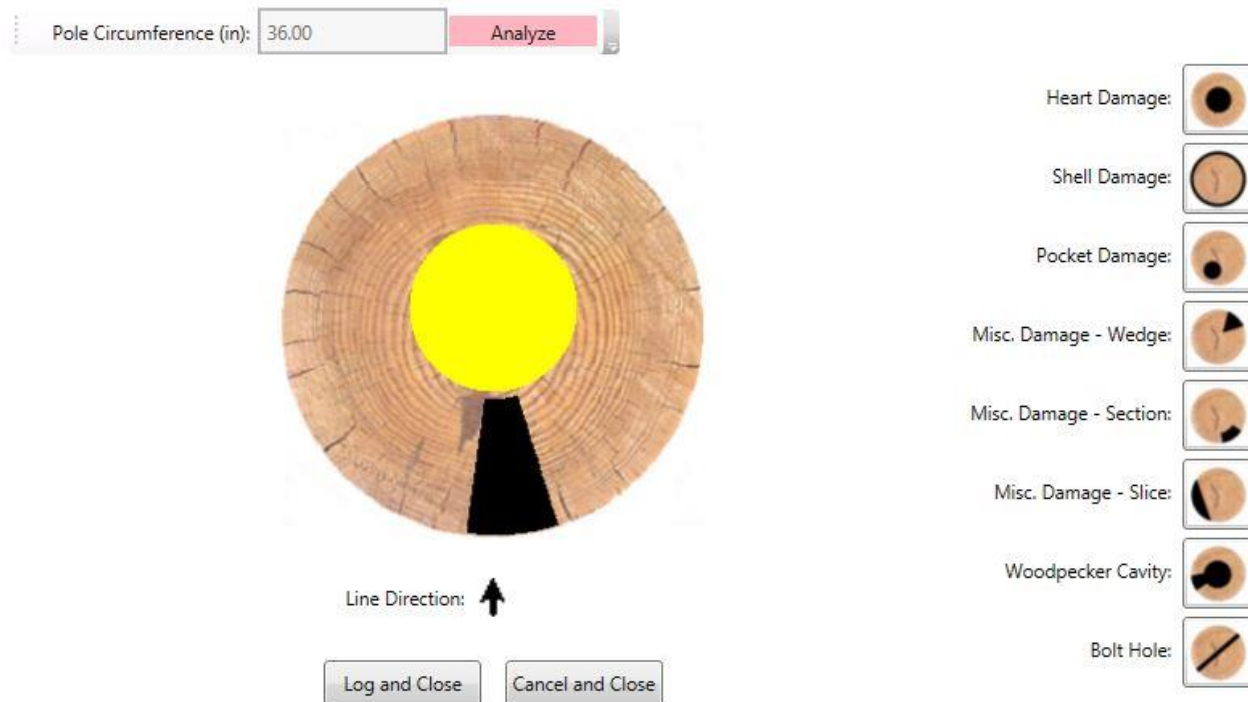 Pole Circumference (in): 36.00 Analyze
Heart Damage:
Shell Damage:
Pocket Damage:
Misc. Damage - Wedge:
Misc. Damage - Section:
Misc. Damage - Slice:
Woodpecker Cavity:
Bolt Hole:
Line Direction:
Log and Close Cancel and Close